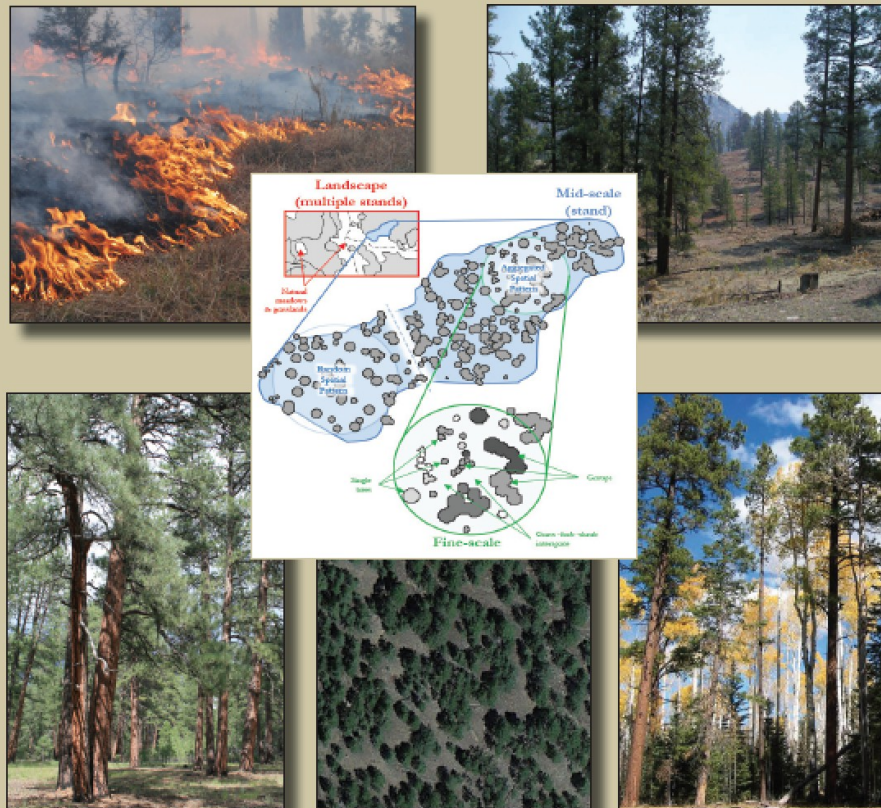 Landscape
(multiple stands)
Mid-scale
(stand)
Natural
meadows
& grasslands
Aggregated
Spatial
Pattern
Random
Spatial
Pattern
Single
trees
Groups
Grass-forb-shrub
interspace
Fine-scale